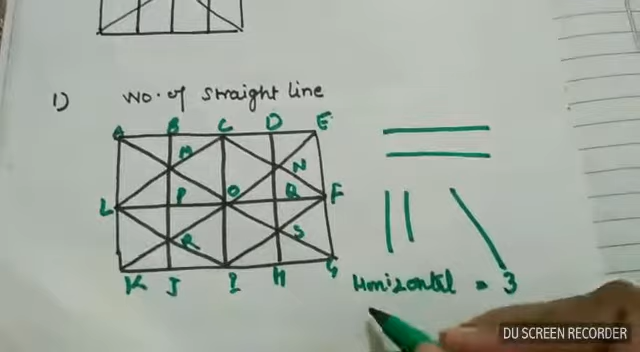 1) No. of straight line
A B C D E
M N
L P O Q F
R S
K J I H G
Horizontal = 3
DU SCREEN RECORDER